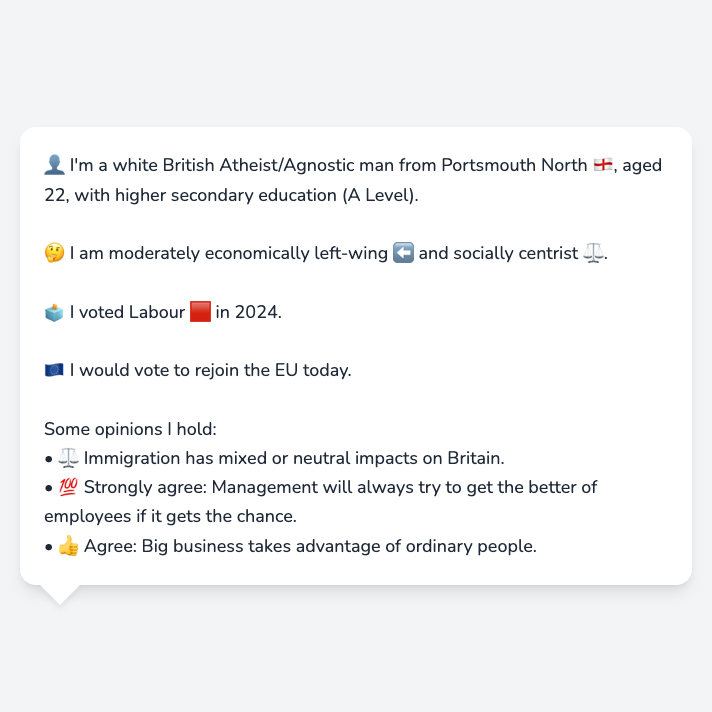 👤 I'm a white British Atheist/Agnostic man from Portsmouth North 🏴󠁧󠁢󠁥󠁮󠁧󠁿, aged
22, with higher secondary education (A Level).
🤔 I am moderately economically left-wing ⬅️ and socially centrist ⚖️.
🗳️ I voted Labour 🟥 in 2024.
🇪🇺 I would vote to rejoin the EU today.
Some opinions I hold:
• ⚖️ Immigration has mixed or neutral impacts on Britain.
• 💯 Strongly agree: Management will always try to get the better of
employees if it gets the chance.
• 👍 Agree: Big business takes advantage of ordinary people.